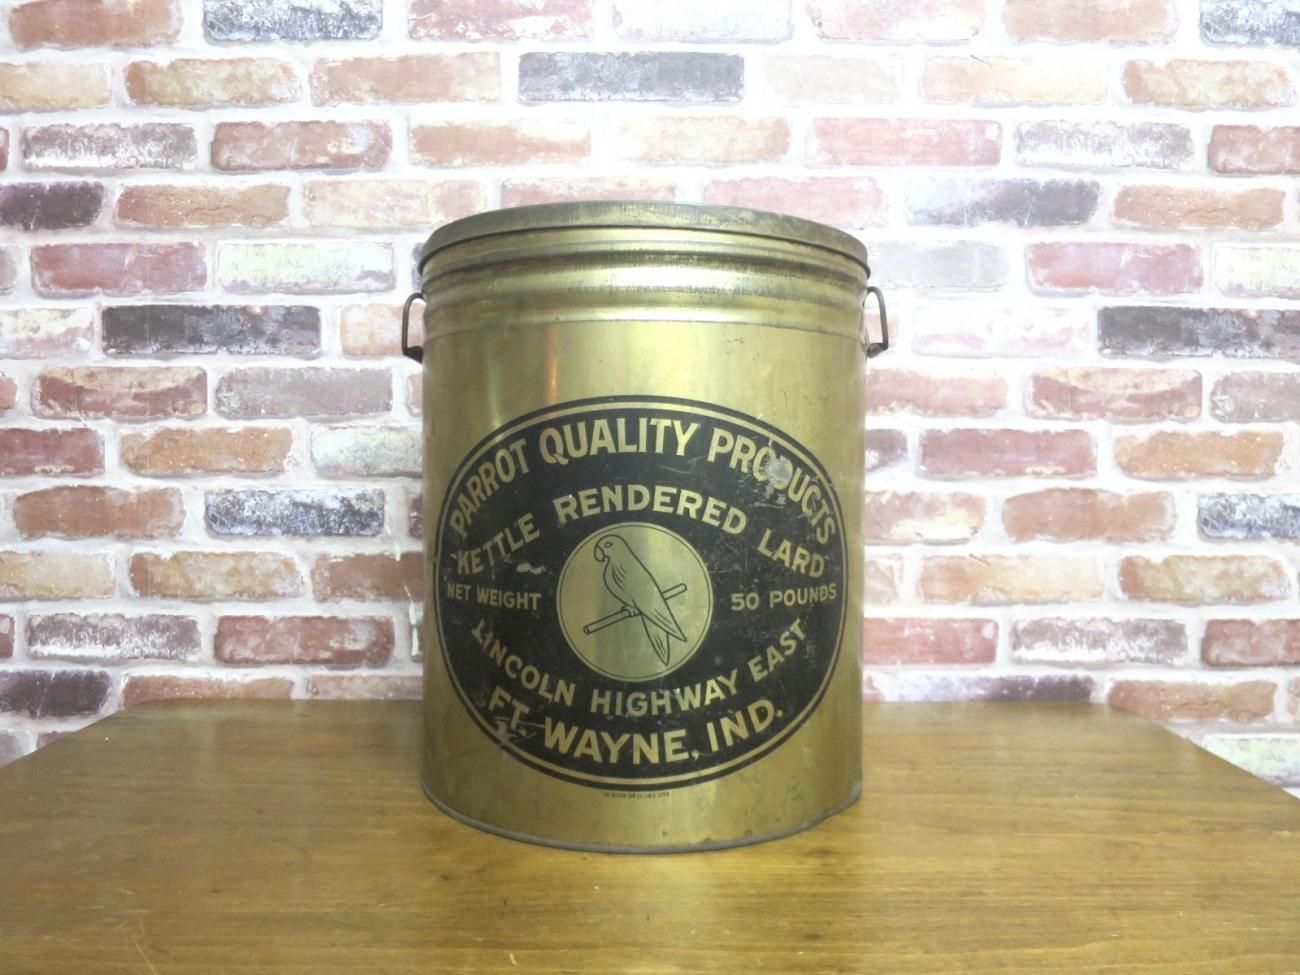 PARROT QUALITY PRODUCTS
KETTLE RENDERED LARD
NET WEIGHT 50 POUNDS
LINCOLN HIGHWAY EAST
FT. WAYNE, IND.